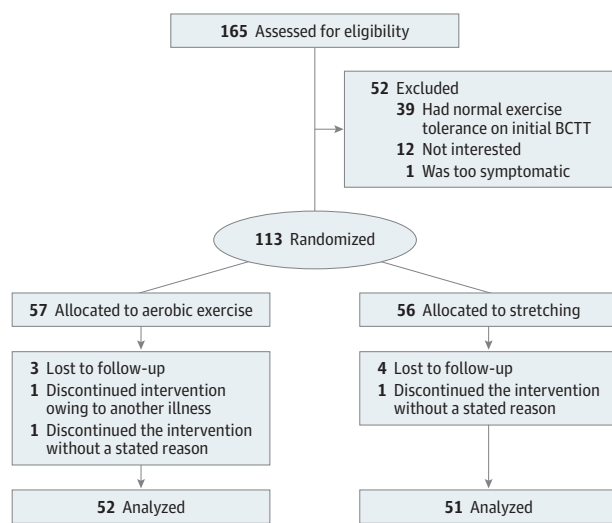 165 Assessed for eligibility
52 Excluded
39 Had normal exercise
tolerance on initial BCTT
12 Not interested
1 Was too symptomatic
113 Randomized
57 Allocated to aerobic exercise
56 Allocated to stretching
3 Lost to follow-up
1 Discontinued intervention
owing to another illness
1 Discontinued the intervention
without a stated reason
4 Lost to follow-up
1 Discontinued the intervention
without a stated reason
52 Analyzed
51 Analyzed